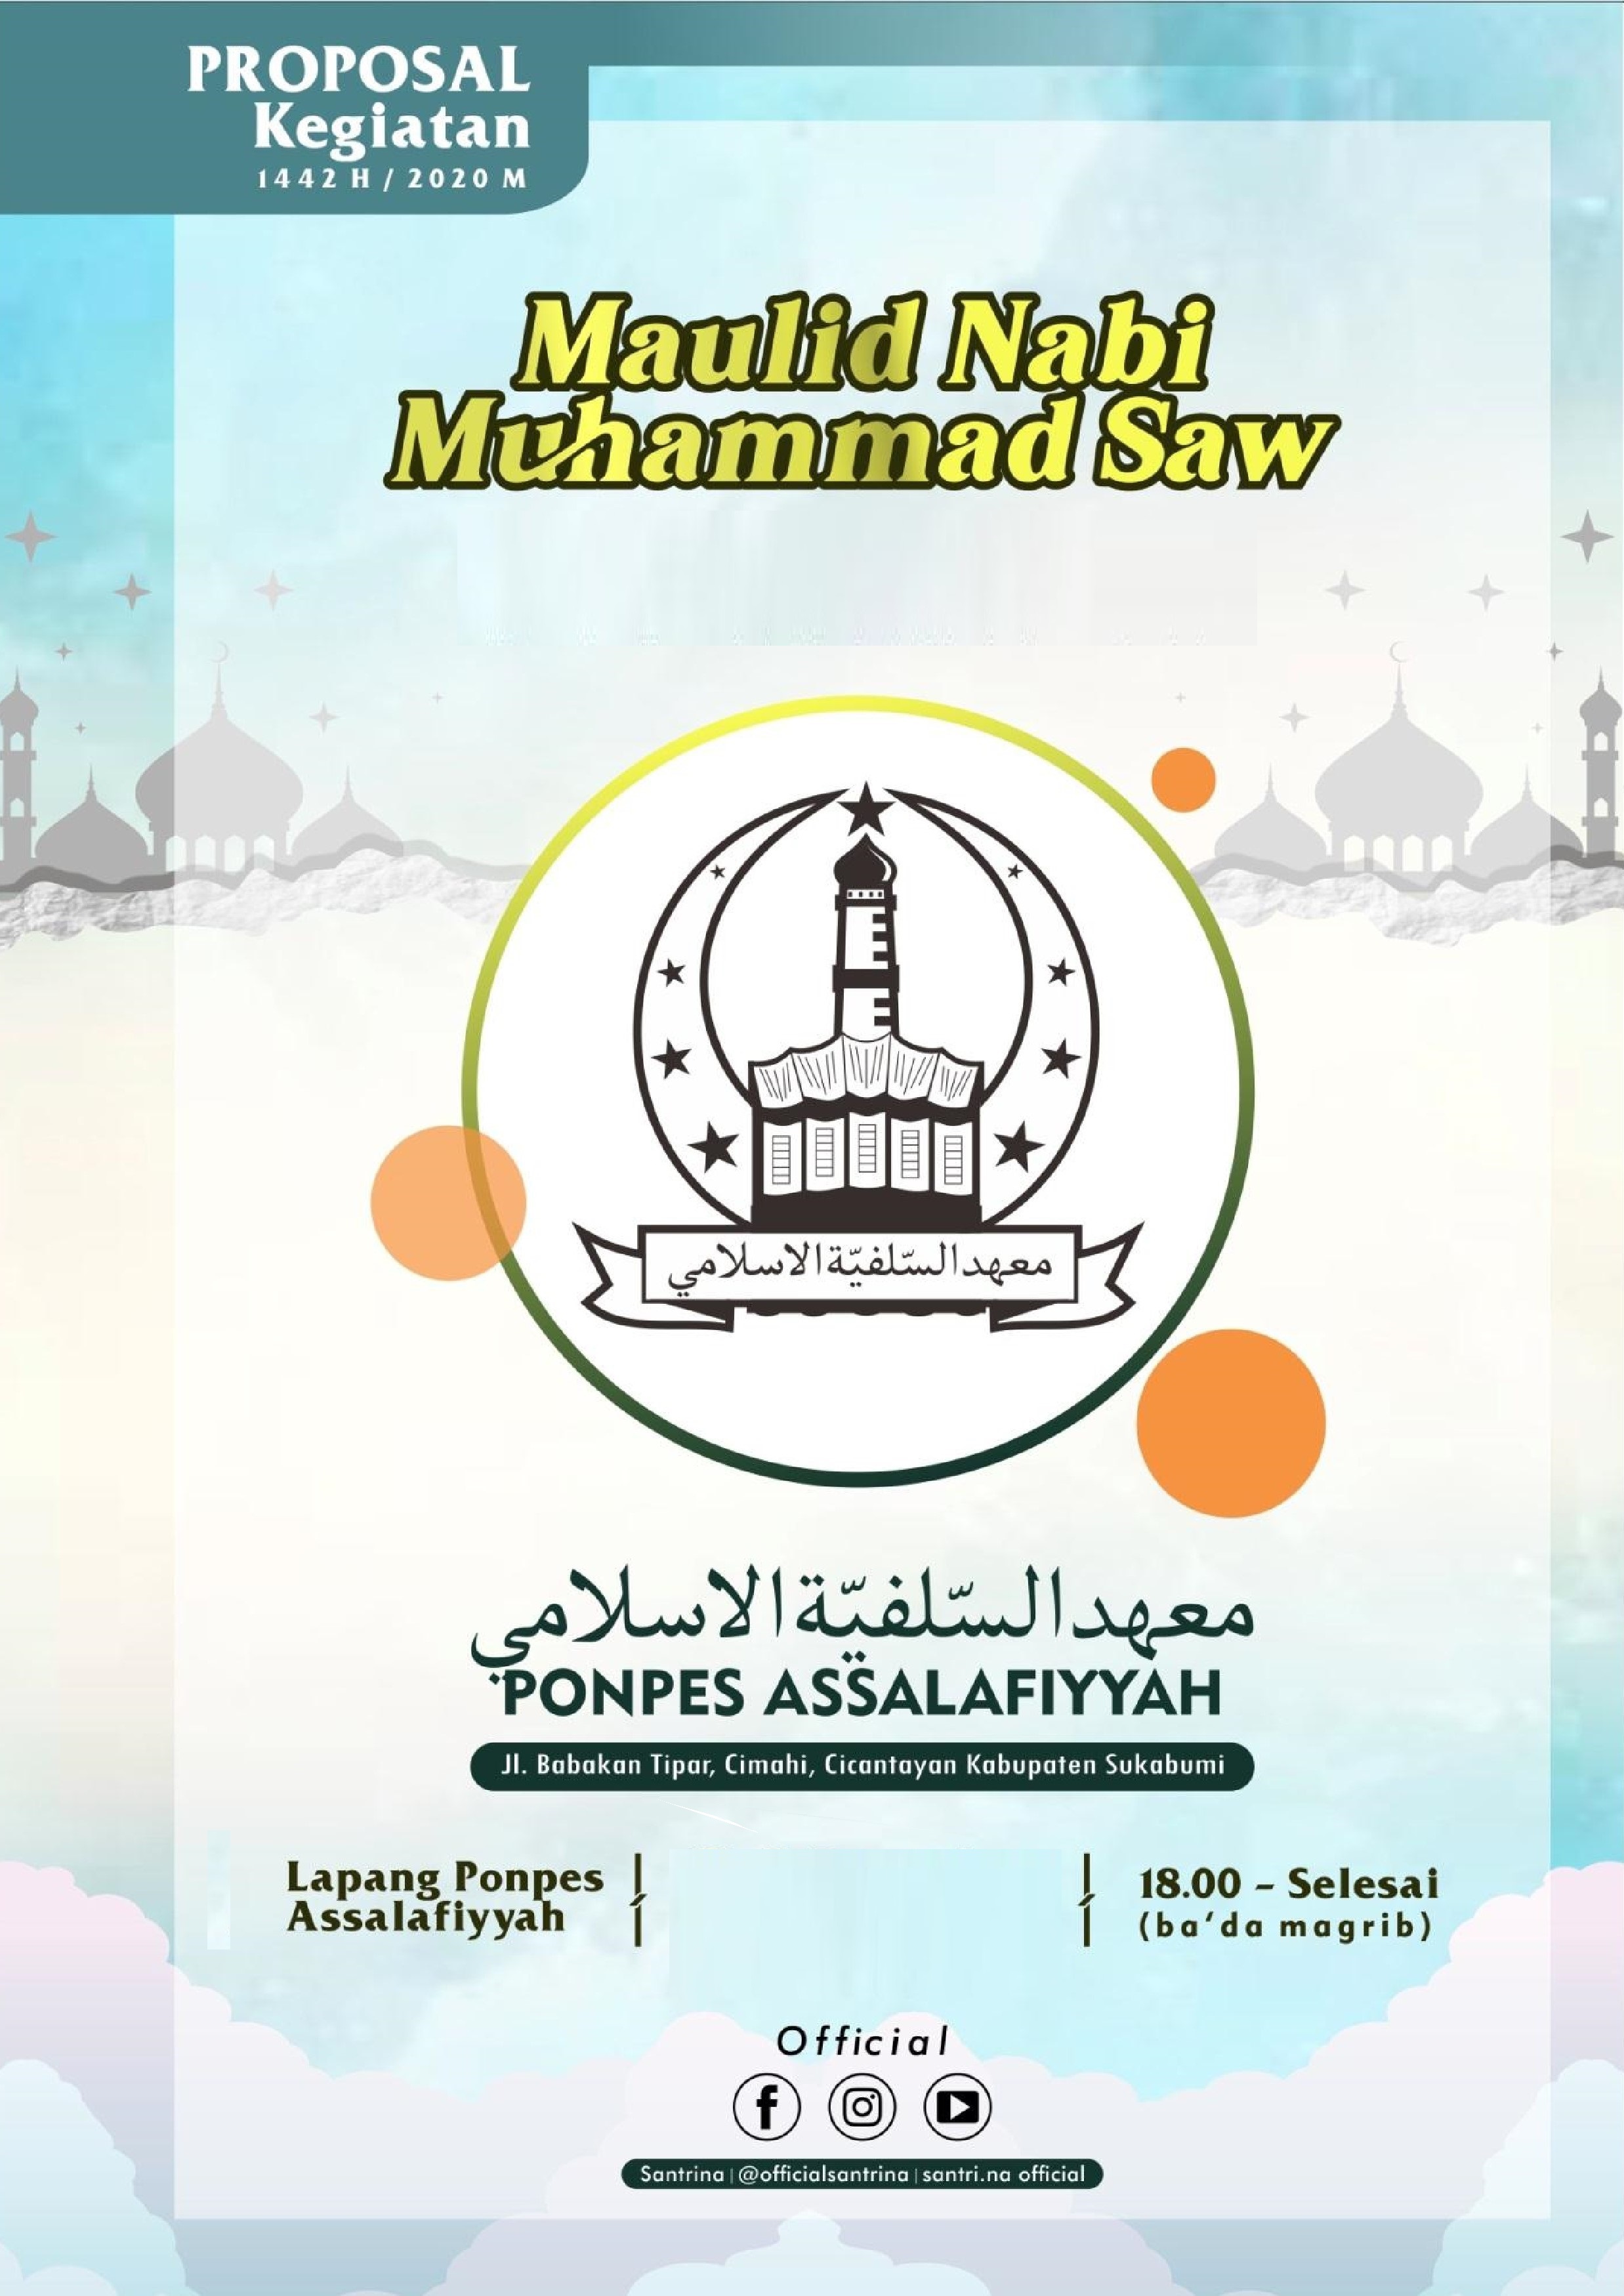 PROPOSAL
Kegiatan
1442 H / 2020 M
Maulid Nabi
Muhammad Saw
معهد السّلفيّة الاسلامي
معهد السّلفيّة الاسلامي
PONPES ASSALAFIYYAH
Jl. Babakan Tipar, Cimahi, Cicantayan Kabupaten Sukabumi
Lapang Ponpes
Assalafiyyah
18.00 - Selesai
(ba'da magrib)
Official
Santrina | @officialsantrina | santri.na official